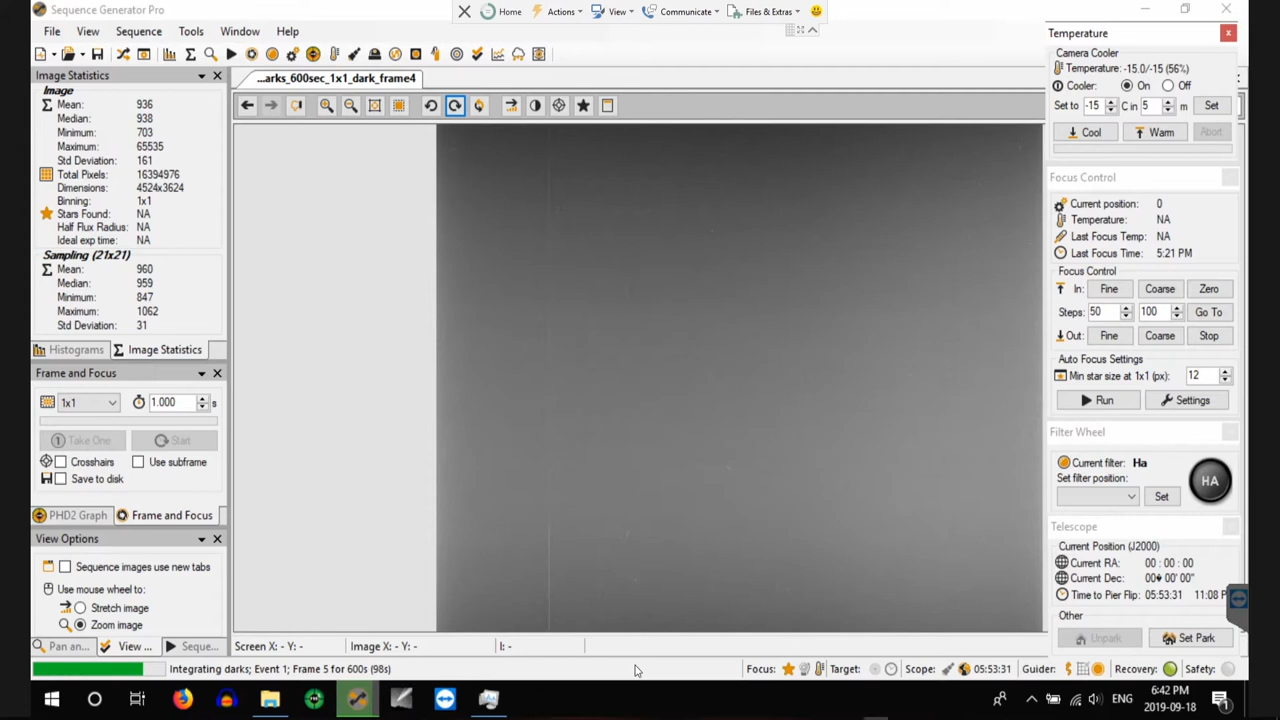 Sequence Generator Pro
Home Actions View Communicate Files & Extras
File View Sequence Tools Window Help
Image Statistics
Image
Mean: 936
Median: 938
Minimum: 703
Maximum: 65535
Std Deviation: 161
Total Pixels: 16394976
Dimensions: 4524x3624
Binning: 1x1
Stars Found: NA
Half Flux Radius: NA
Ideal exp time: NA
Sampling (21x21)
Mean: 960
Median: 959
Minimum: 847
Maximum: 1062
Std Deviation: 31
Histograms Image Statistics
Frame and Focus
1x1 1.000 s
Take One Start
Crosshairs Use subframe
Save to disk
PHD2 Graph Frame and Focus
View Options
Sequence images use new tabs
Use mouse wheel to:
Stretch image
Zoom image
Pan an... View ... Seque...
...arks_600sec_1x1_dark_frame4
Screen X: - Y: - Image X: - Y: - I: -
Temperature
Camera Cooler
Temperature: -15.0/-15 (56%)
Cooler: On Off
Set to -15 C in 5 m Set
Cool Warm Abort
Focus Control
Current position: 0
Temperature: NA
Last Focus Temp: NA
Last Focus Time: 5:21 PM
Focus Control
In: Fine Coarse Zero
Steps: 50 100 Go To
Out: Fine Coarse Stop
Auto Focus Settings
Min star size at 1x1 (px): 12
Run Settings
Filter Wheel
Current filter: Ha
Set filter position:
HA
Set
Telescope
Current Position (J2000)
Current RA: 00 : 00 : 00
Current Dec: 00� 00' 00"
Time to Pier Flip: 05:53:31 11:08 P
Other
Unpark Set Park
Integrating darks; Event 1; Frame 5 for 600s (98s)
Focus: Target: Scope: 05:53:31 Guider: Recovery: Safety:
ENG
6:42 PM
2019-09-18
1